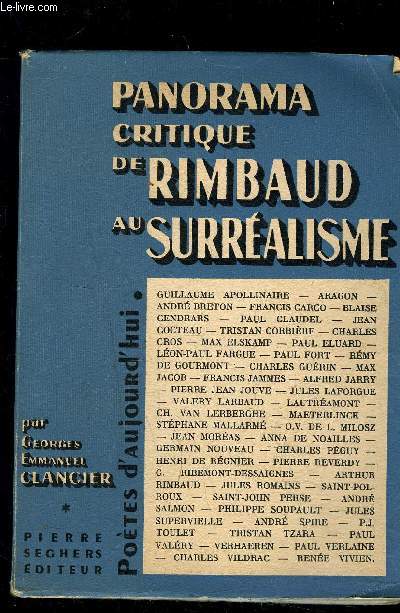 Le-livre.com
PANORAMA
CRITIQUE
DE RIMBAUD
AU SURRÉALISME
GUILLAUME APOLLINAIRE — ARAGON —
ANDRÉ BRETON — FRANCIS CARCO — BLAISE
CENDRARS — PAUL CLAUDEL — JEAN
COCTEAU — TRISTAN CORBIÈRE — CHARLES
CROS — MAX ELSKAMP — PAUL ELUARD —
LÉON-PAUL FARGUE — PAUL FORT — RÉMY
DE GOURMONT — CHARLES GUÉRIN — MAX
JACOB — FRANCIS JAMMES — ALFRED JARRY
— PIERRE JEAN JOUVE — JULES LAFORGUE
— VALERY LARBAUD — LAUTRÉAMONT —
CH. VAN LERBERGHE — MAETERLINCK —
STÉPHANE MALLARMÉ — O.V. DE L. MILOSZ
— JEAN MORÉAS — ANNA DE NOAILLES —
GERMAIN NOUVEAU — CHARLES PÉGUY —
HENRI DE RÉGNIER — PIERRE REVERDY —
G. RIBEMONT-DESSAIGNES — ARTHUR
RIMBAUD — JULES ROMAINS — SAINT-POL-
ROUX — SAINT-JOHN PERSE — ANDRÉ
SALMON — PHILIPPE SOUPAULT — JULES
SUPERVIELLE — ANDRÉ SPIRE — P.J.
TOULET — TRISTAN TZARA — PAUL
VALÉRY — VERHAEREN — PAUL VERLAINE
— CHARLES VILDRAC — RENÉE VIVIEN.
Poètes d'aujourd'hui •
par
GEORGES
EMMANUEL
CLANCIER
*
PIERRE
SEGHERS
ÉDITEUR